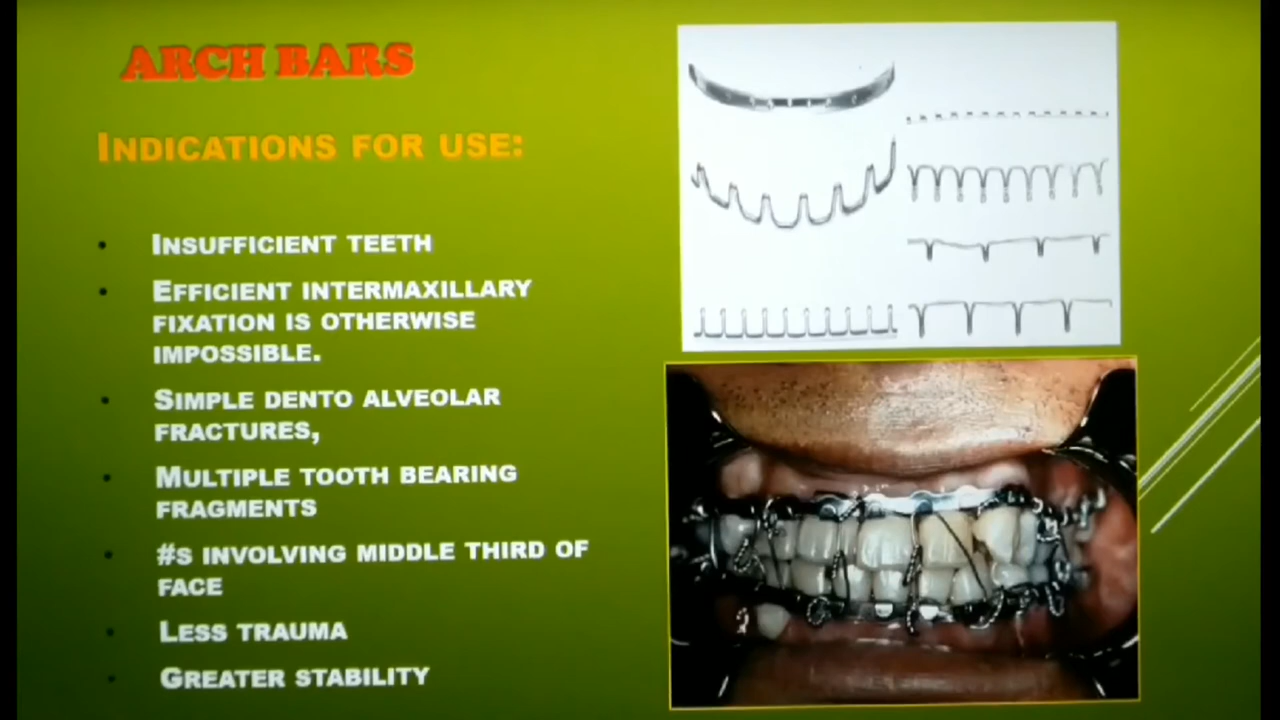 ARCH BARS
INDICATIONS FOR USE:
• INSUFFICIENT TEETH
• EFFICIENT INTERMAXILLARY
FIXATION IS OTHERWISE
IMPOSSIBLE.
• SIMPLE DENTO ALVEOLAR
FRACTURES,
• MULTIPLE TOOTH BEARING
FRAGMENTS
• #S INVOLVING MIDDLE THIRD OF
FACE
• LESS TRAUMA
• GREATER STABILITY